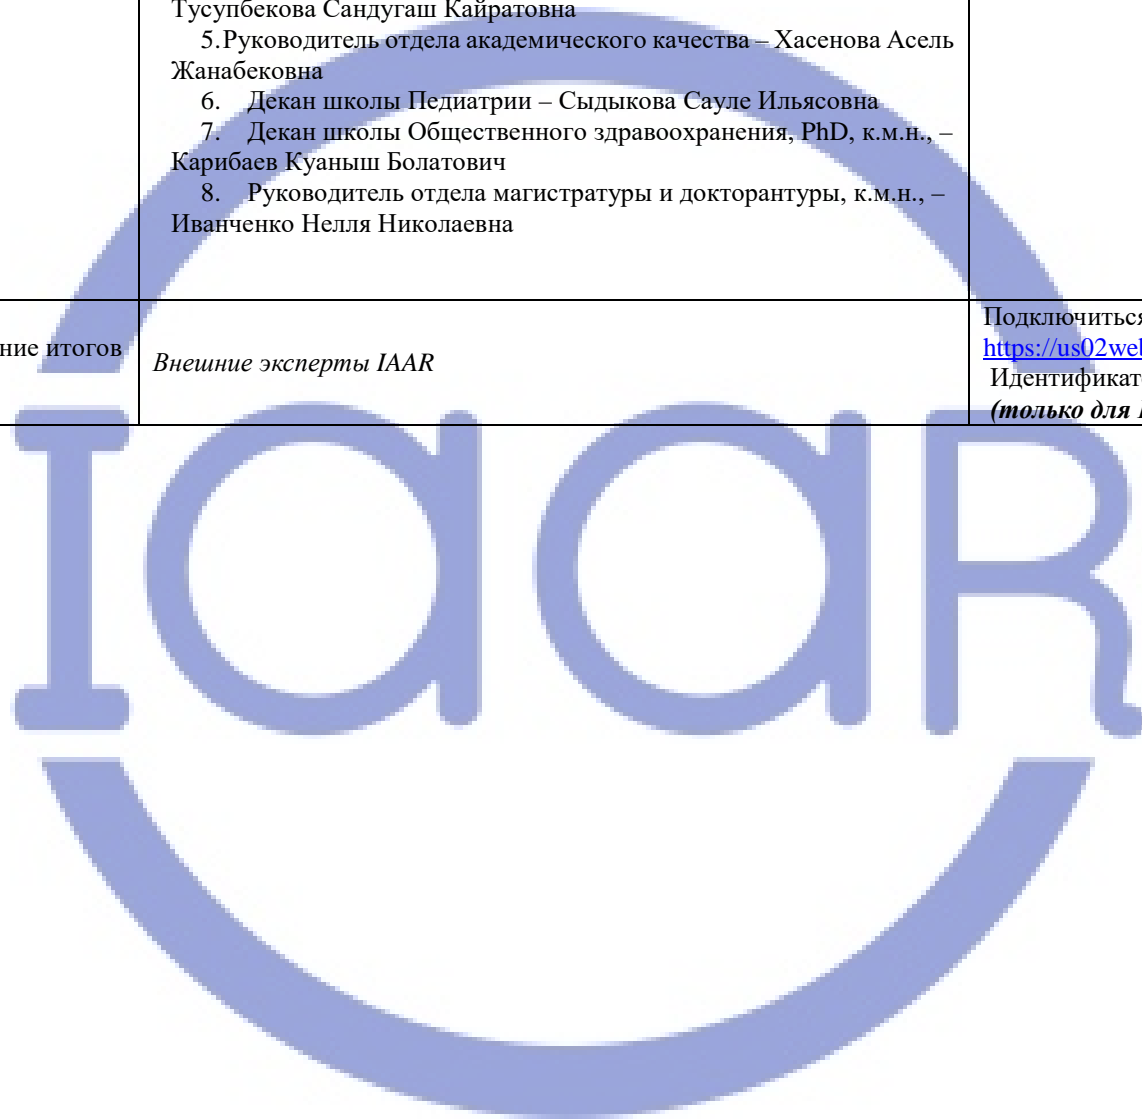 Тусупбекова Сандугаш Кайратовна
5.Руководитель отдела академического качества – Хасенова Асель
Жанабековна
6. Декан школы Педиатрии – Сыдыкова Сауле Ильясовна
7. Декан школы Общественного здравоохранения, PhD, к.м.н., –
Карибаев Куаныш Болатович
8. Руководитель отдела магистратуры и докторантуры, к.м.н., –
Иванченко Нелля Николаевна
ние итогов
Внешние эксперты IAAR
Подключиться
https://us02web
Идентификат
(только для
IaaR